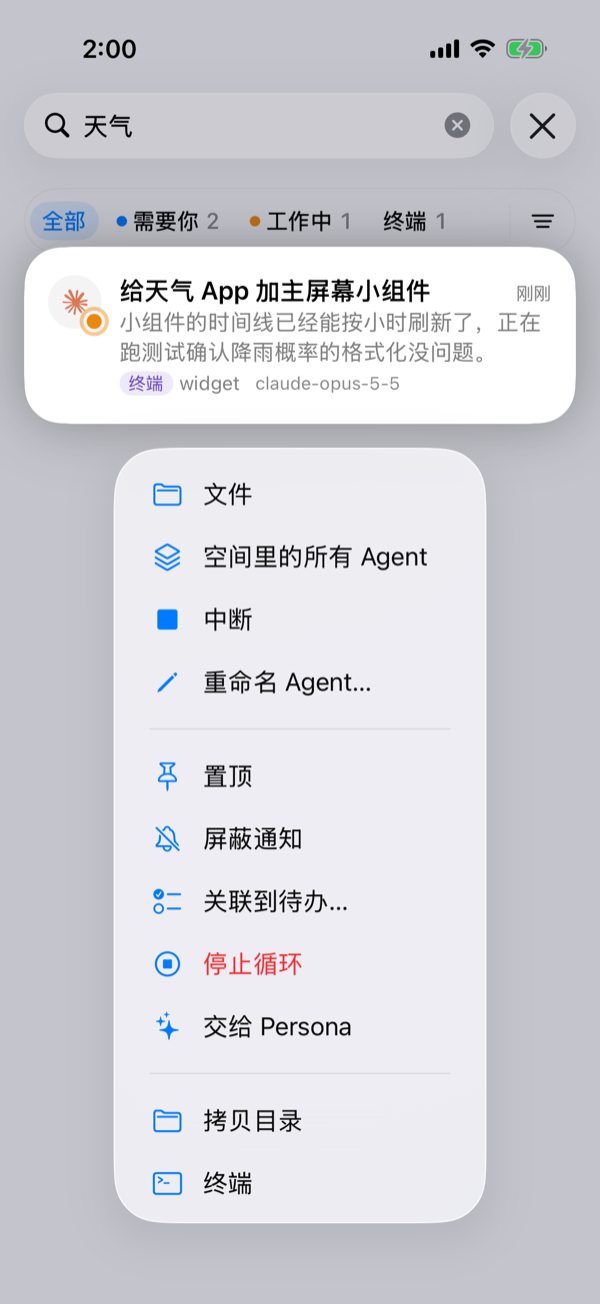 2:00
天气
全部 需要你 2 工作中 1 终端 1
给天气 App 加主屏幕小组件 刚刚
小组件的时间线已经能按小时刷新了，正在
跑测试确认降雨概率的格式化没问题。
终端 widget claude-opus-5-5
文件
空间里的所有 Agent
中断
重命名 Agent...
置顶
屏蔽通知
关联到待办...
停止循环
交给 Persona
拷贝目录
终端